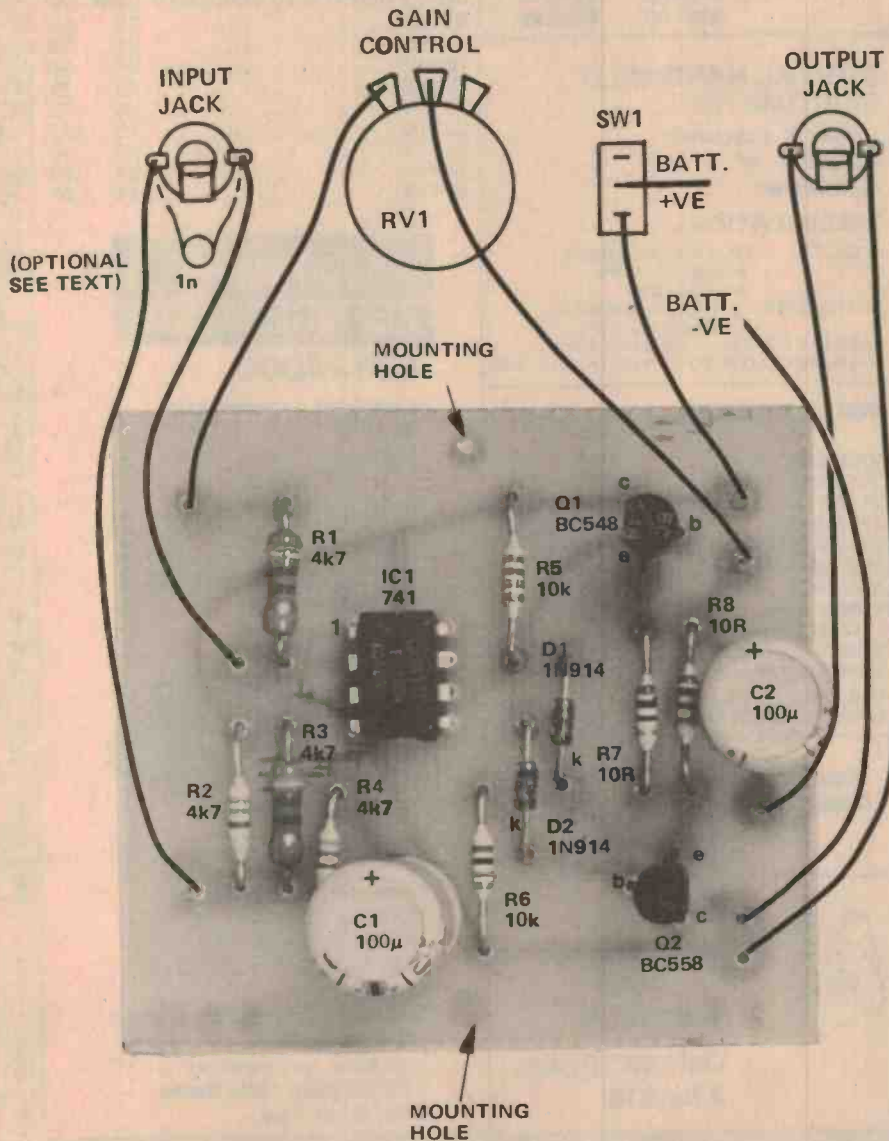 GAIN
CONTROL
INPUT
JACK
OUTPUT
JACK
SW1
BATT.
+VE
RV1
(OPTIONAL
SEE TEXT)
1n
BATT.
-VE
MOUNTING
HOLE
c
Q1
BC548
b
e
R1
4k7
IC1
741
1
R5
10k
R8
10R
D1
1N914
+
C2
100µ
R3
4k7
k
R7
10R
R2
4k7
R4
4k7
k
D2
1N914
e
b
+
C1
100µ
R6
10k
c
Q2
BC558
MOUNTING
HOLE